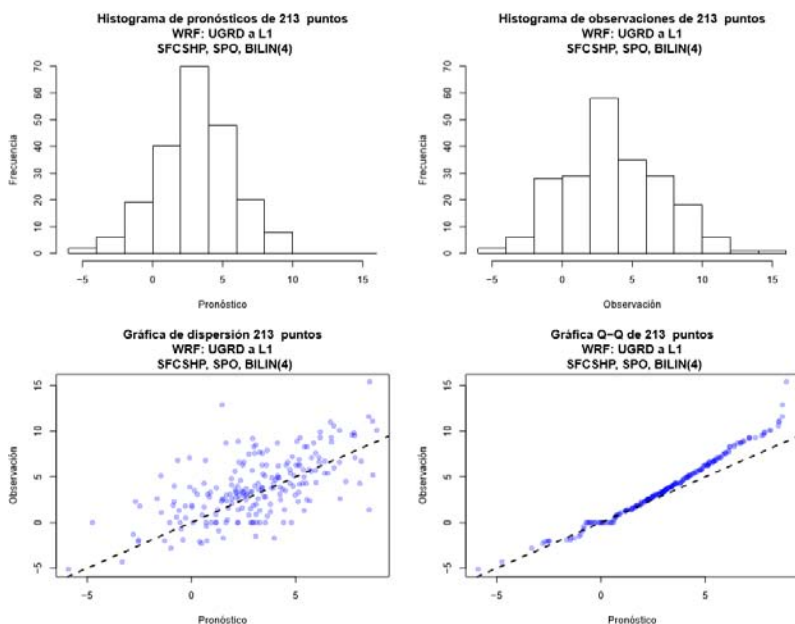 Histograma de pronósticos de 213 puntos
WRF: UGRD a L1
SFCSHP, SPO, BILIN(4)
Frecuencia
0 10 20 30 40 50 60 70
-5 0 5 10 15
Pronóstico
Histograma de observaciones de 213 puntos
WRF: UGRD a L1
SFCSHP, SPO, BILIN(4)
Frecuencia
0 10 20 30 40 50 60 70
-5 0 5 10 15
Observación
Gráfica de dispersión 213 puntos
WRF: UGRD a L1
SFCSHP, SPO, BILIN(4)
Observación
-5 0 5 10 15
-5 0 5
Pronóstico
Gráfica Q-Q de 213 puntos
WRF: UGRD a L1
SFCSHP, SPO, BILIN(4)
Observación
-5 0 5 10 15
-5 0 5
Pronóstico